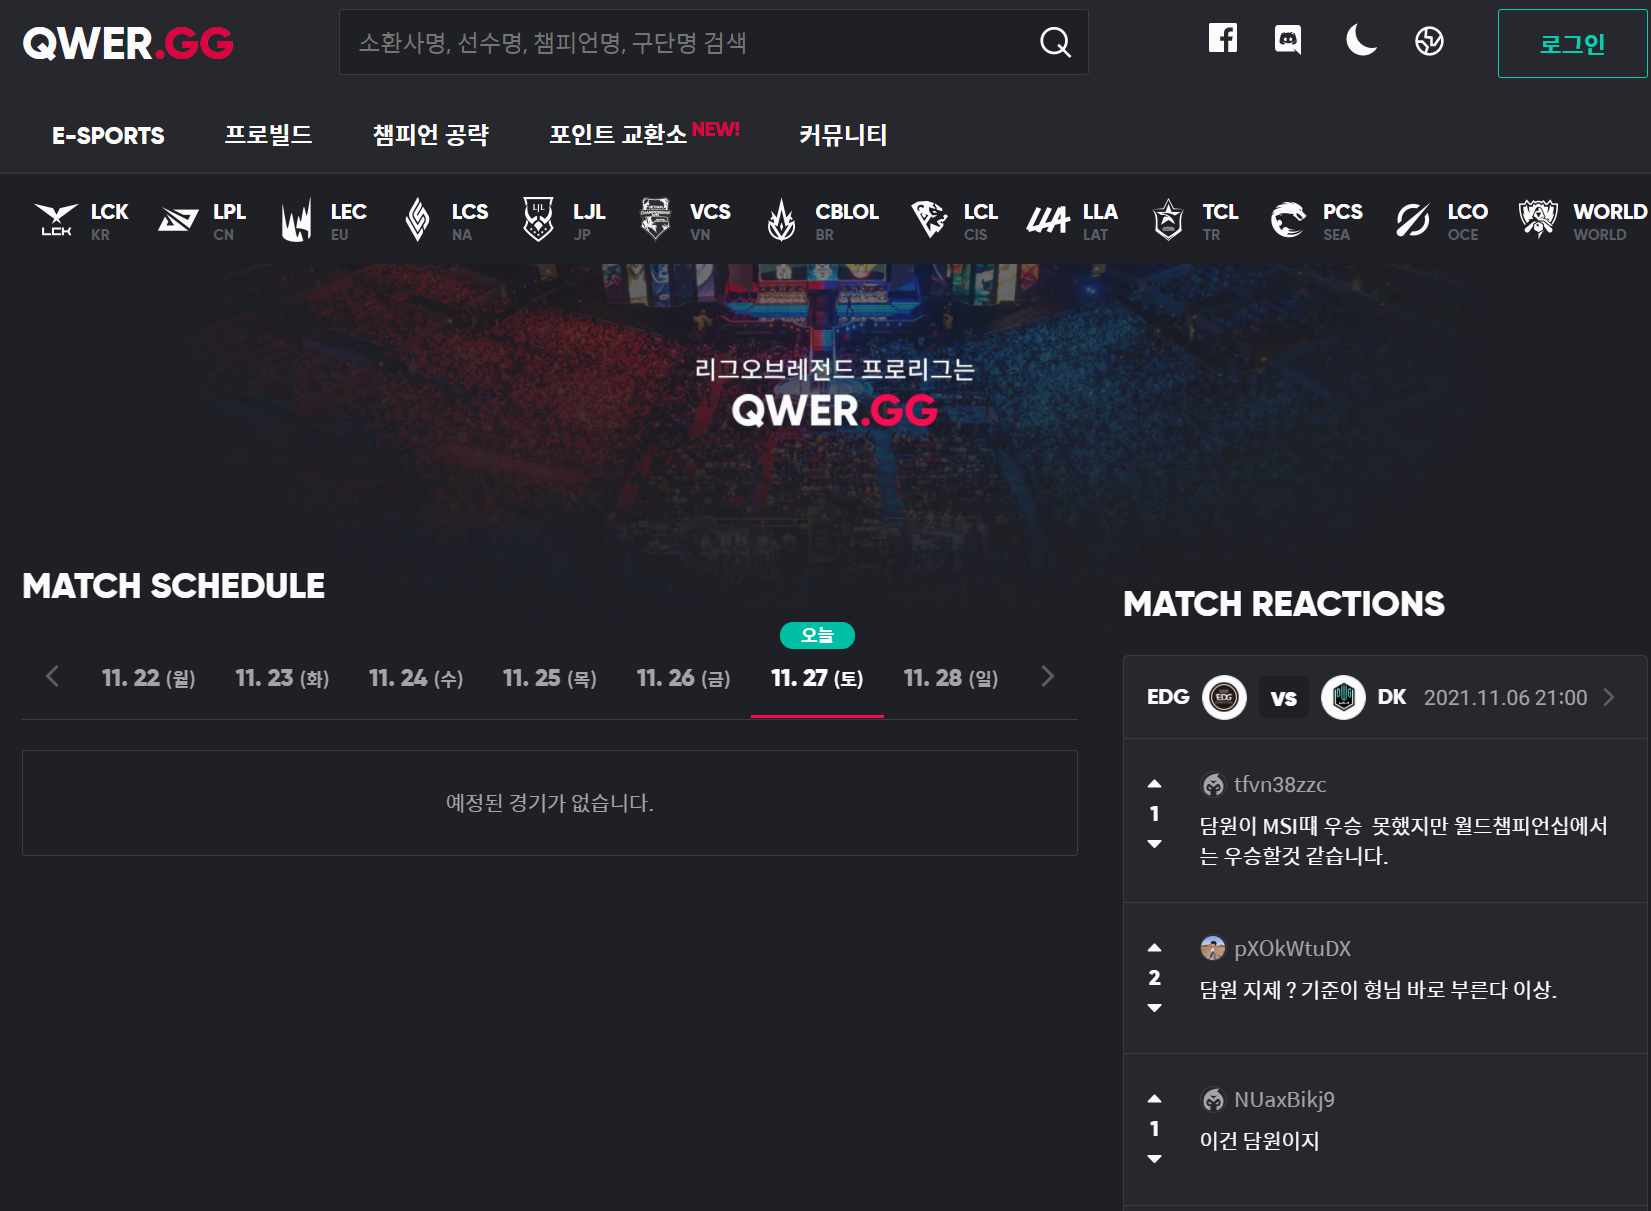 QWER.GG
소환사명, 선수명, 챔피언명, 구단명 검색
로그인
E-SPORTS 프로빌드 챔피언 공략 포인트 교환소 NEW! 커뮤니티
LCK KR
LPL CN
LEC EU
LCS NA
LJL JP
VCS VN
CBLOL BR
LCL CIS
LLA LAT
TCL TR
PCS SEA
LCO OCE
WORLD WORLD
리그오브레전드 프로리그는
QWER.GG
MATCH SCHEDULE
오늘
11. 22 (월) 11. 23 (화) 11. 24 (수) 11. 25 (목) 11. 26 (금) 11. 27 (토) 11. 28 (일)
예정된 경기가 없습니다.
MATCH REACTIONS
EDG vs DK 2021.11.06 21:00
tfvn38zzc
1
담원이 MSI떄 우승 못했지만 월드챔피언십에서
는 우승할것 같습니다.
pXOkWtuDX
2
담원 지제 ? 기준이 형님 바로 부른다 이상.
NUaxBikj9
1
이건 담원이지